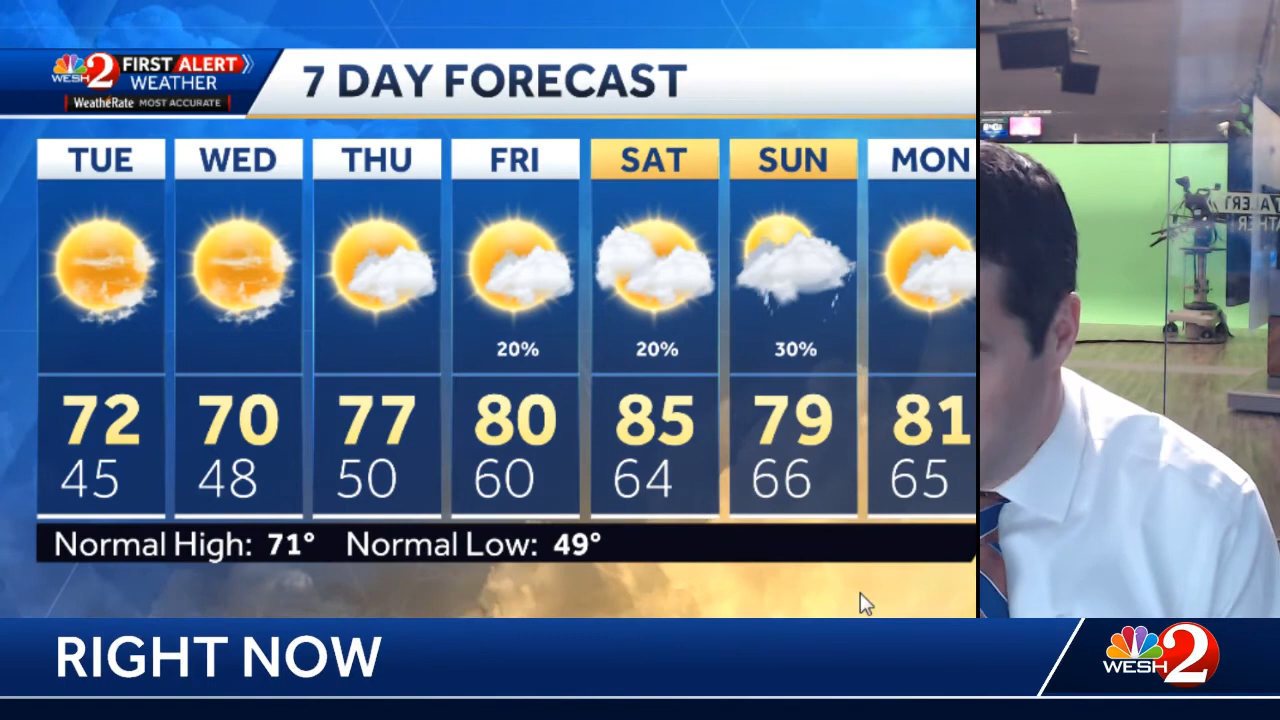 WESH 2 FIRST ALERT
WEATHER
WeatheRate MOST ACCURATE
7 DAY FORECAST
TUE WED THU FRI SAT SUN MON
20% 20% 30%
72 70 77 80 85 79 81
45 48 50 60 64 66 65
Normal High: 71° Normal Low: 49°
RIGHT NOW
WESH 2